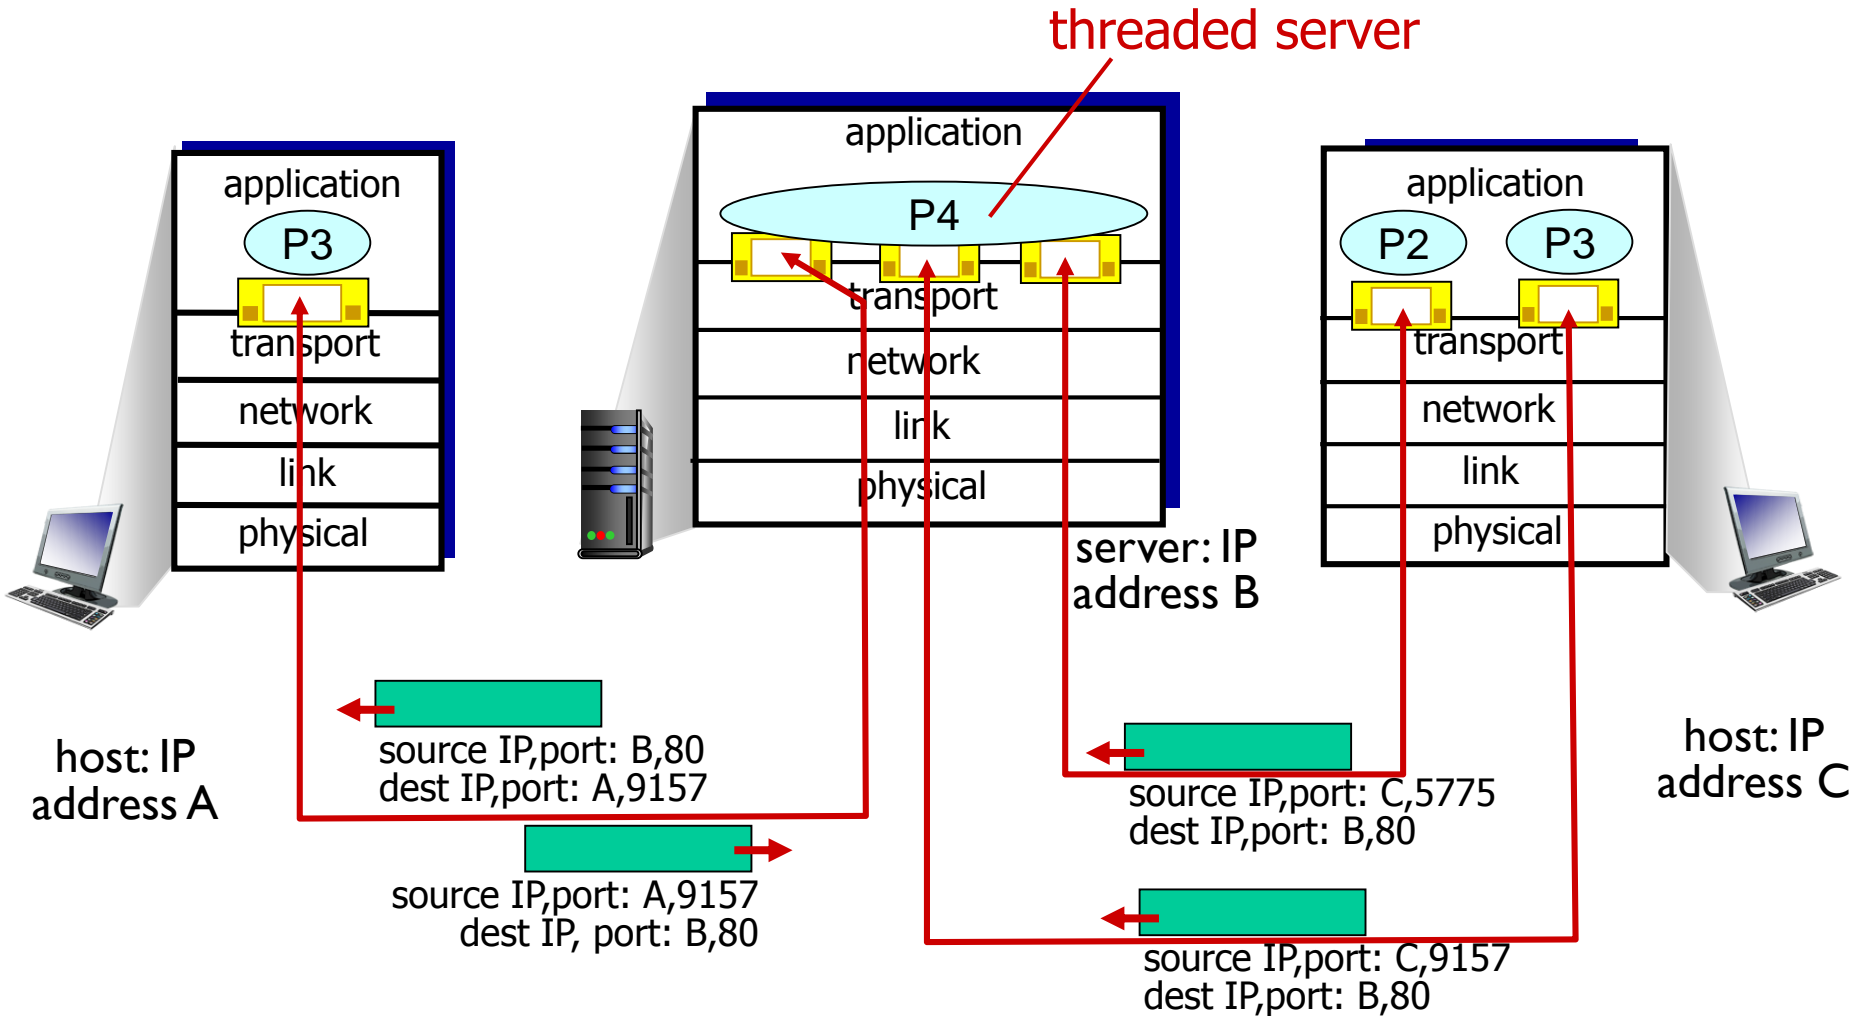 threaded server
application
P3
transport
network
link
physical
application
P4
transport
network
link
physical
application
P2
P3
transport
network
link
physical
server: IP
address B
host: IP
address A
source IP,port: B,80
dest IP,port: A,9157
source IP,port: A,9157
dest IP, port: B,80
source IP,port: C,5775
dest IP,port: B,80
source IP,port: C,9157
dest IP,port: B,80
host: IP
address C